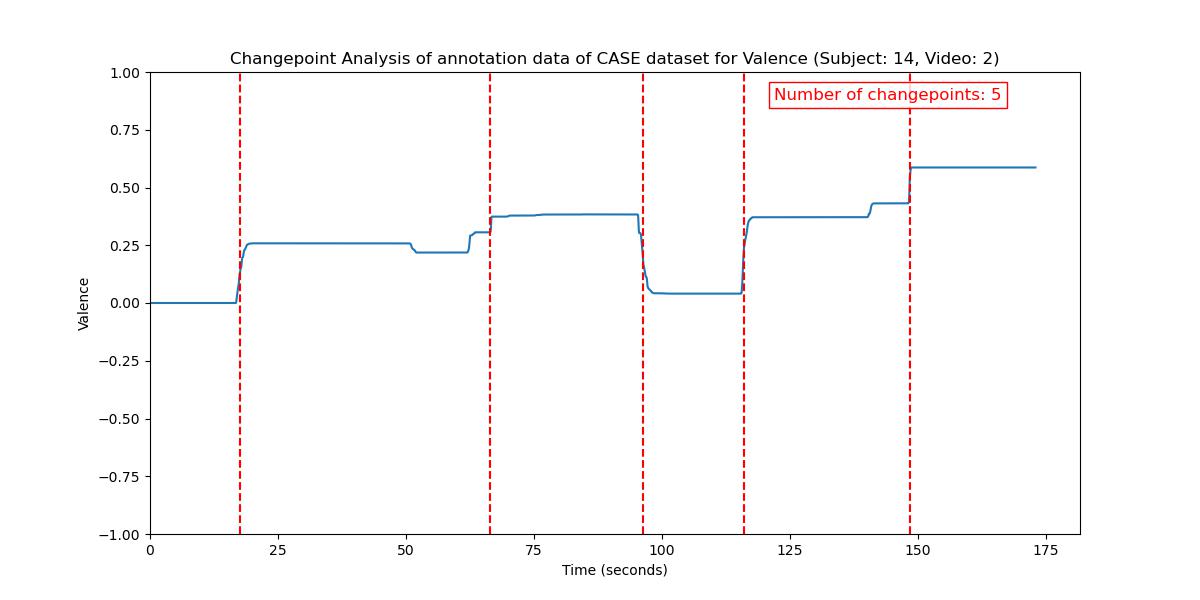 Changepoint Analysis of annotation data of CASE dataset for Valence (Subject: 14, Video: 2)
Number of changepoints: 5
1.00
0.75
0.50
0.25
0.00
−0.25
−0.50
−0.75
−1.00
Valence
0 25 50 75 100 125 150 175
Time (seconds)